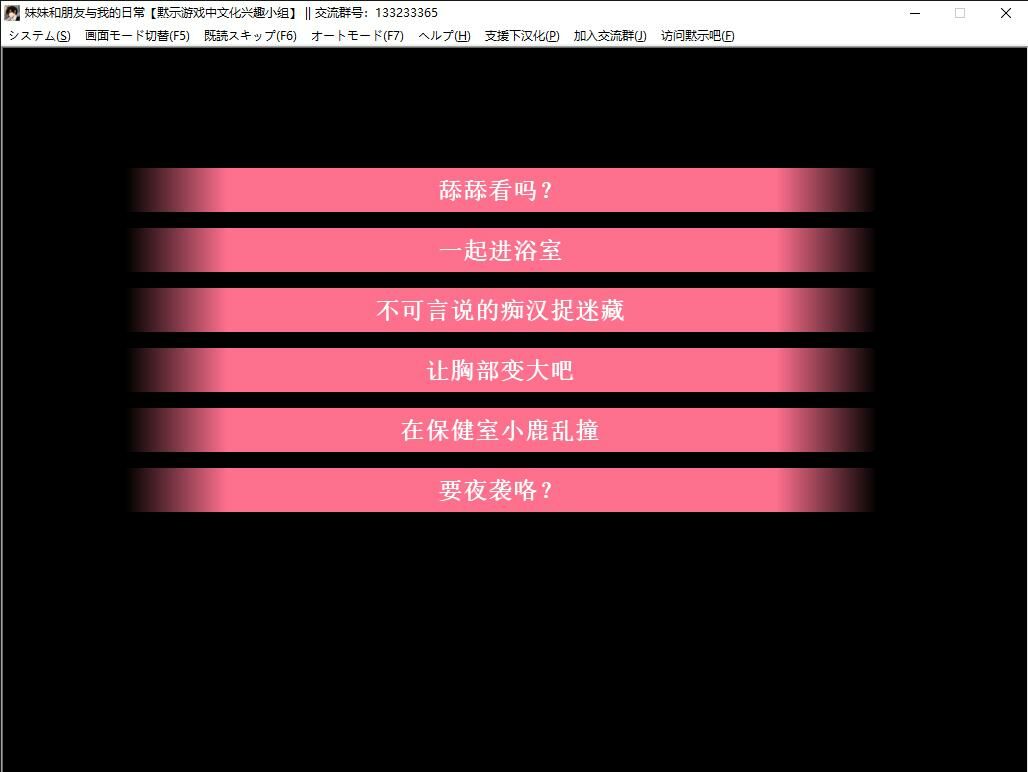 妹妹和朋友与我的日常【默示游戏中文化兴趣小组】 || 交流群号：133233365
システム(S) 画面モード切替(F5) 既読スキップ(F6) オートモード(F7) ヘルプ(H) 支援下汉化(P) 加入交流群(J) 访问默示吧(F)
舔舔看吗？
一起进浴室
不可言说的痴汉捉迷藏
让胸部变大吧
在保健室小鹿乱撞
要夜袭咯？